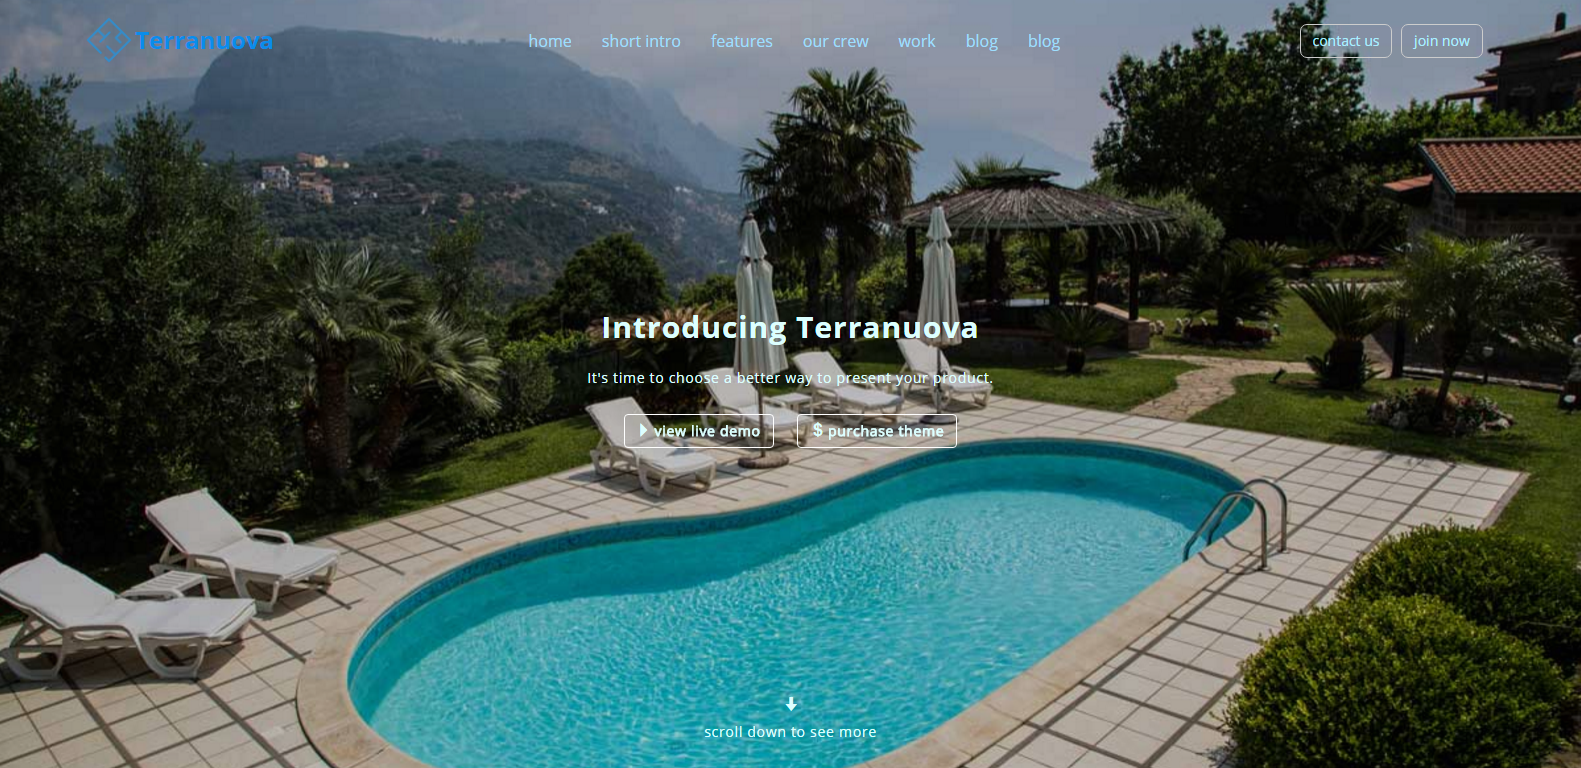 Terranuova
home short intro features our crew work blog blog
contact us join now
Introducing Terranuova
It's time to choose a better way to present your product.
view live demo $ purchase theme
scroll down to see more